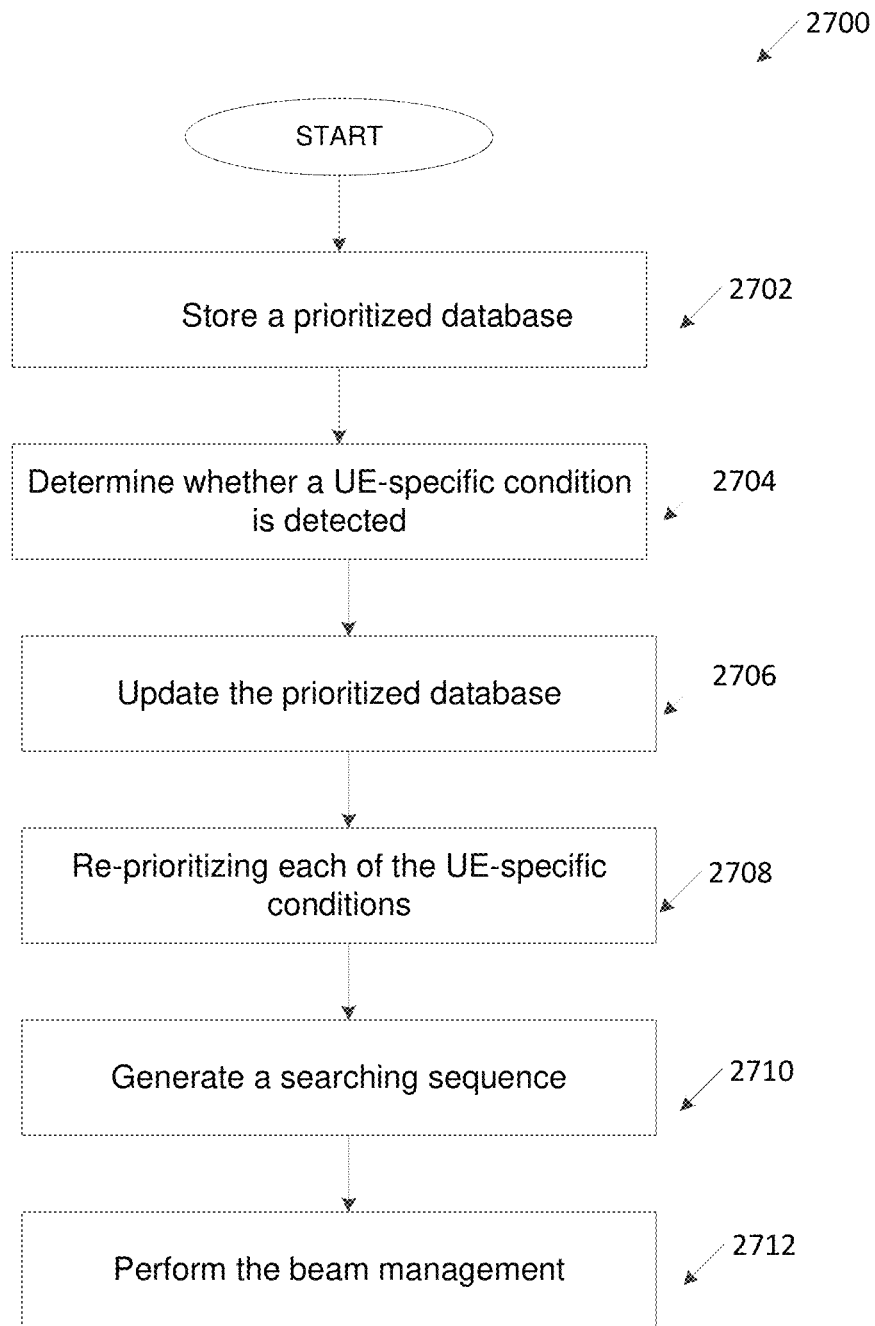 2700
START
Store a prioritized database
2702
Determine whether a UE-specific condition
is detected
2704
Update the prioritized database
2706
Re-prioritizing each of the UE-specific
conditions
2708
Generate a searching sequence
2710
Perform the beam management
2712